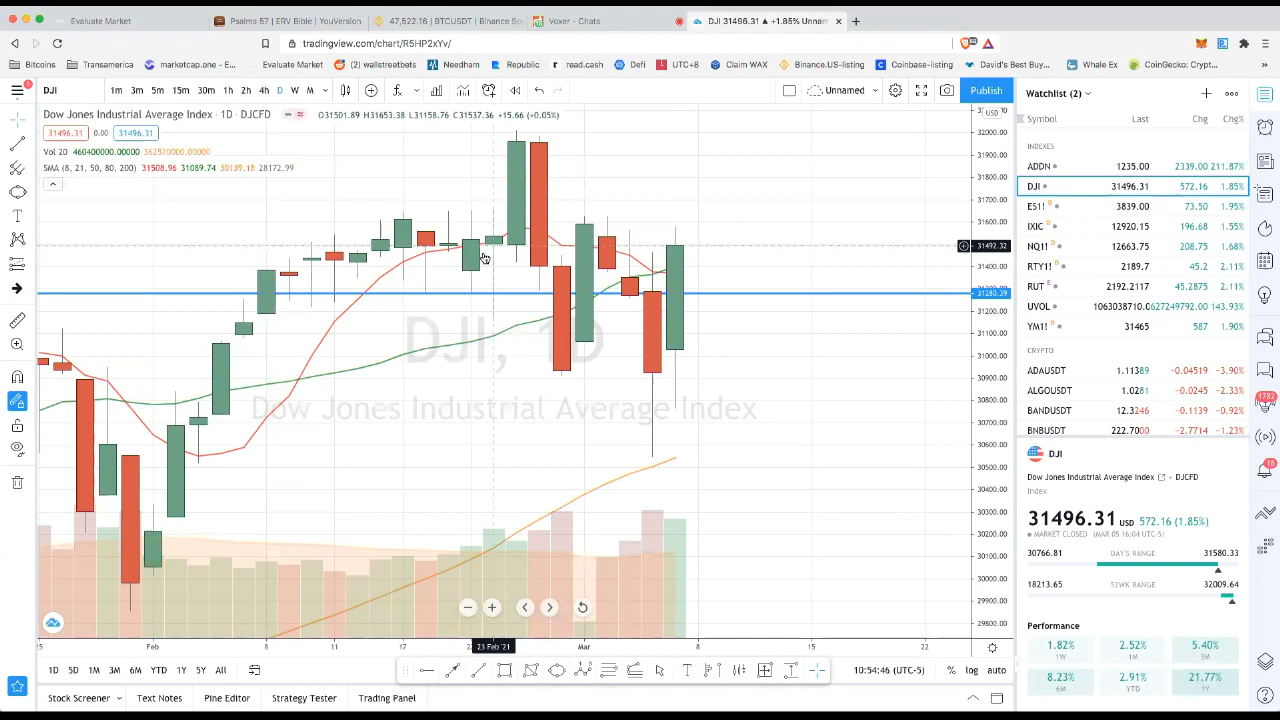 Evaluate Market
Psalms 57 | ERV Bible | YouVersion
47,522.16 | BTCUSDT | Binance Sp
Voxer - Chats
DJI 31496.31 ▲ +1.85% Unnam
tradingview.com/chart/R5HP2xYv/
Bitcoins
Transamerica
marketcap.one - E...
Evaluate Market
(2) wallstreetbets
Needham
Republic
read.cash
Defi
UTC+8
Claim WAX
Binance.US-listing
Coinbase-listing
David's Best Buy...
Whale Ex
CoinGecko: Crypt...
DJI
1m 3m 5m 15m 30m 1h 2h 4h D W M
Unnamed
Publish
Dow Jones Industrial Average Index · 1D · DJCFD
O31501.89 H31653.38 L31158.76 C31537.36 +15.66 (+0.05%)
31496.31 0.00 31496.31
Vol 20
SMA (8, 21, 50, 80, 200) 31508.96 31089.74 30139.18 28172.99
DJI, 1D
Dow Jones Industrial Average Index
USD
32000.00
31900.00
31800.00
31700.00
31600.00
31492.32
31400.00
31280.39
31200.00
31100.00
31000.00
30900.00
30800.00
30700.00
30600.00
30500.00
30400.00
30300.00
30200.00
30100.00
30000.00
29900.00
29800.00
25 Feb 8 11 17 23 Feb '21 Mar 8 15 22
1D 5D 1M 3M 6M YTD 1Y 5Y All
10:54:46 (UTC-5)
% log auto
Stock Screener
Text Notes
Pine Editor
Strategy Tester
Trading Panel
Watchlist (2)
Symbol Last Chg Chg%
INDEXES
ADDN 1235.00 2339.00 211.87%
DJI 31496.31 572.16 1.85%
ES1! D 3839.00 73.50 1.95%
IXIC 12920.15 196.68 1.55%
NQ1! D 12663.75 208.75 1.68%
RTY1! D 2189.7 45.2 2.11%
RUT E 2192.2117 45.2875 2.11%
UVOL 1063038710.0 627249792.00 143.93%
YM1! D 31465 587 1.90%
CRYPTO
ADAUSDT 1.11389 -0.04519 -3.90%
ALGOUSDT 1.0281 -0.0245 -2.33%
BANDUSDT 12.3246 -0.1139 -0.92%
BNBUSDT 222.7000 -2.7714 -1.23%
DJI
Dow Jones Industrial Average Index • DJCFD
Index
31496.31 USD 572.16 (1.85%)
MARKET CLOSED (MAR 05 16:04 UTC-5)
30766.81 DAY'S RANGE 31580.33
18213.65 52WK RANGE 32009.64
Performance
1.82% 2.52% 5.40%
1W 1M 3M
8.23% 2.91% 21.77%
6M YTD 1Y
1782
18